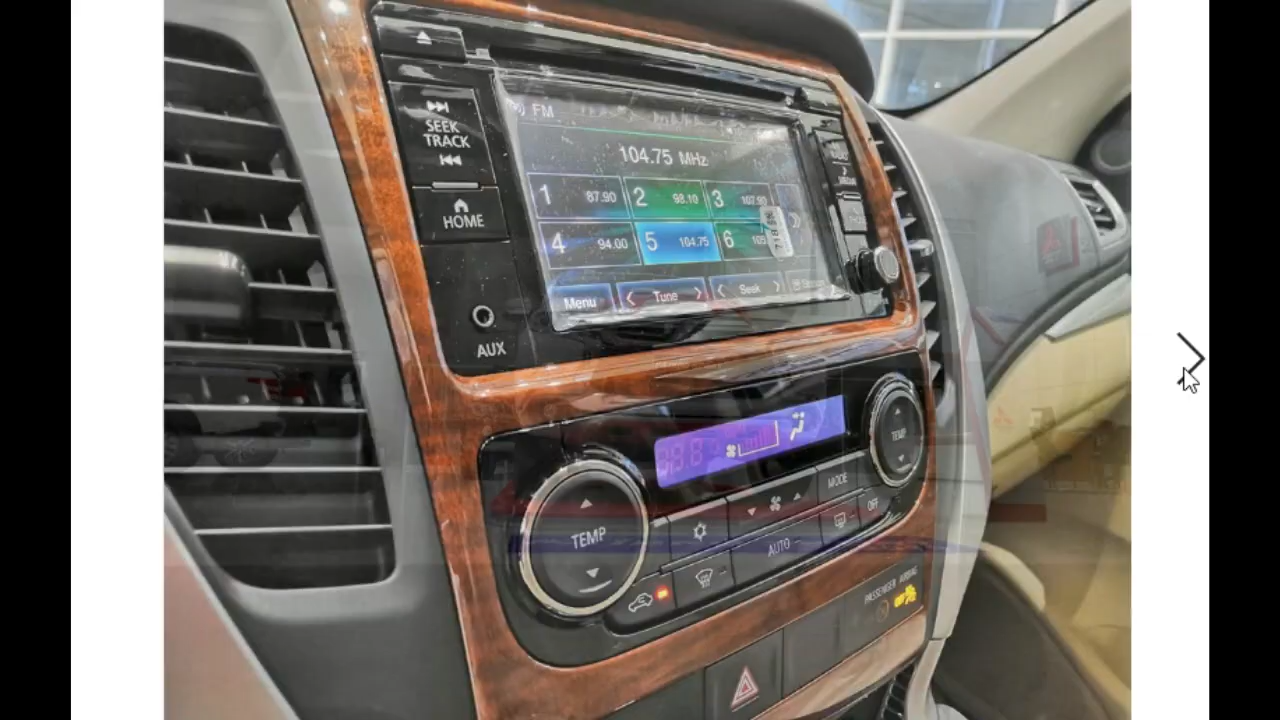 FM
SEEK
TRACK
104.75 MHz
1 87.90 2 98.10 3 107.90
HOME
4 94.00 5 104.75 6
Menu Tune Seek
AUX
TEMP
MODE
OFF
TEMP
AUTO
PASSENGER AIRBAG